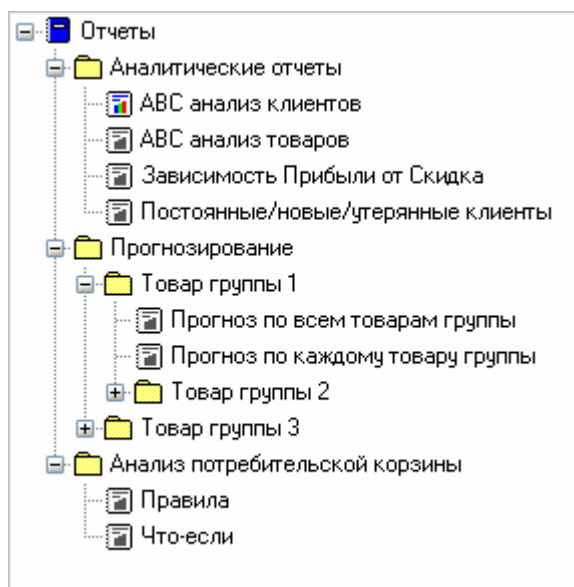 Отчеты
Аналитические отчеты
ABC анализ клиентов
ABC анализ товаров
Зависимость Прибыли от Скидка
Постоянные/новые/утерянные клиенты
Прогнозирование
Товар группы 1
Прогноз по всем товарам группы
Прогноз по каждому товару группы
Товар группы 2
Товар группы 3
Анализ потребительской корзины
Правила
Что-если